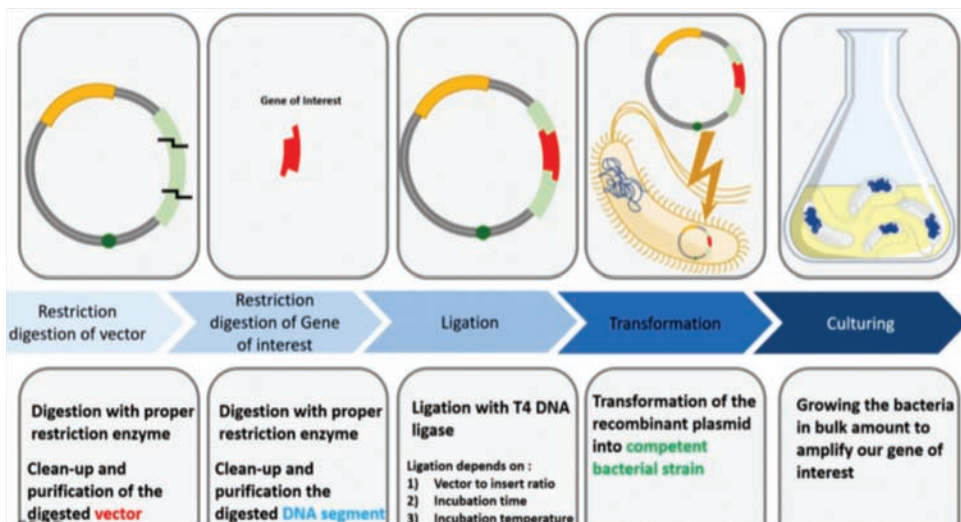 Gene of Interest
Restriction
digestion of vector
Restriction
digestion of Gene
of interest
Ligation
Transformation
Culturing
Digestion with proper
restriction enzyme
Clean-up and
purification of the
digested vector
Digestion with proper
restriction enzyme
Clean-up and
purification the
digested DNA segment
Ligation with T4 DNA
ligase
Ligation depends on :
1) Vector to insert ratio
2) Incubation time
3) Incubation temperature
Transformation of the
recombinant plasmid
into competent
bacterial strain
Growing the bacteria
in bulk amount to
amplify our gene of
interest